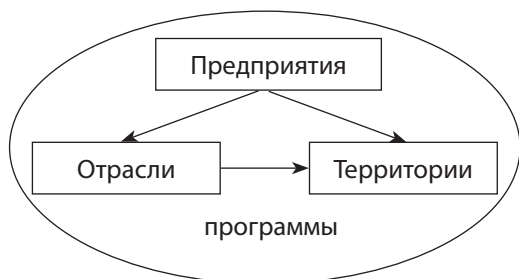 Предприятия
Отрасли
Территории
программы